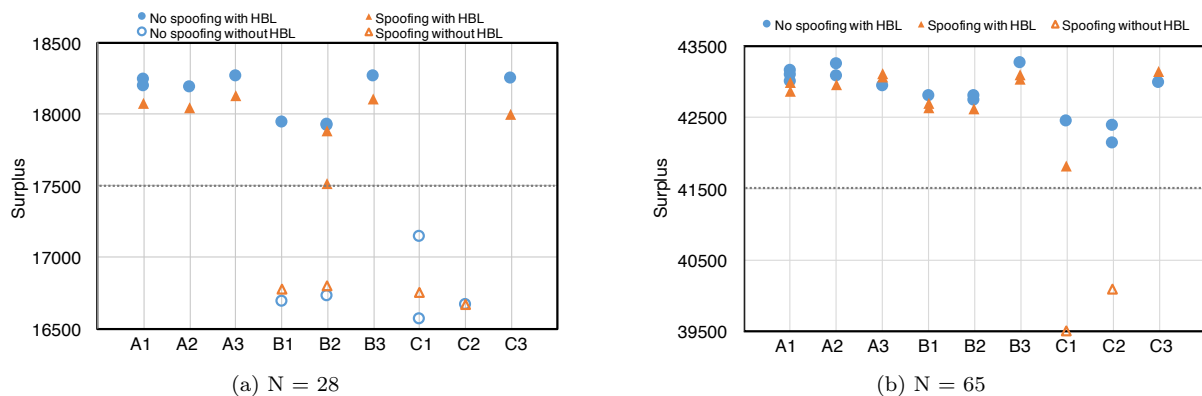 No spoofing with HBL
Spoofing with HBL
No spoofing without HBL
Spoofing without HBL
18500
18000
17500
17000
16500
Surplus
A1 A2 A3 B1 B2 B3 C1 C2 C3
(a) N = 28
No spoofing with HBL
Spoofing with HBL
Spoofing without HBL
43500
42500
41500
40500
39500
Surplus
A1 A2 A3 B1 B2 B3 C1 C2 C3
(b) N = 65